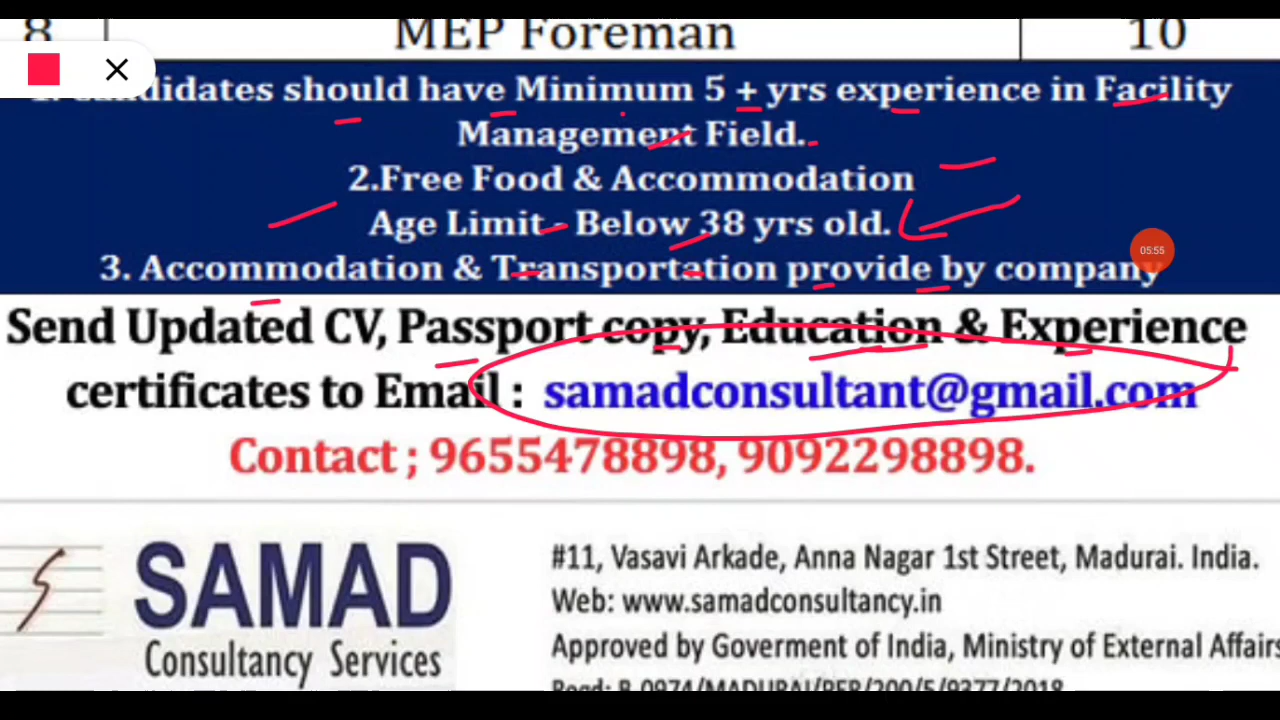 8 MEP Foreman 10
1. Candidates should have Minimum 5 + yrs experience in Facility
Management Field.
2.Free Food & Accommodation
Age Limit - Below 38 yrs old.
05:55
3. Accommodation & Transportation provide by company
Send Updated CV, Passport copy, Education & Experience
certificates to Email : samadconsultant@gmail.com
Contact ; 9655478898, 9092298898.
SAMAD
Consultancy Services
#11, Vasavi Arkade, Anna Nagar 1st Street, Madurai. India.
Web: www.samadconsultancy.in
Approved by Goverment of India, Ministry of External Affairs